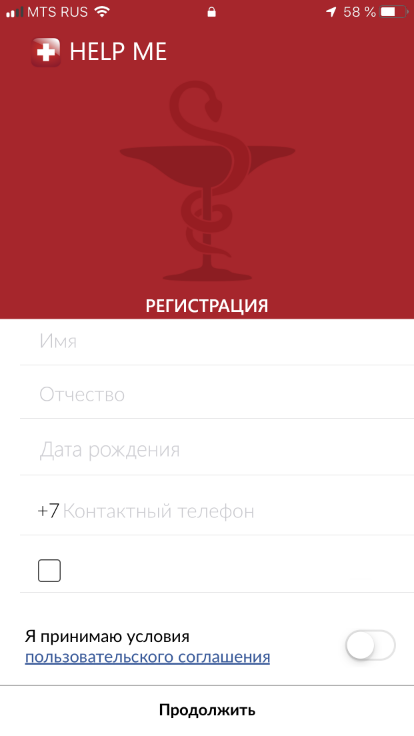 MTS RUS 58 %
HELP ME
РЕГИСТРАЦИЯ
Имя
Отчество
Дата рождения
+7 Контактный телефон
Я принимаю условия
пользовательского соглашения
Продолжить